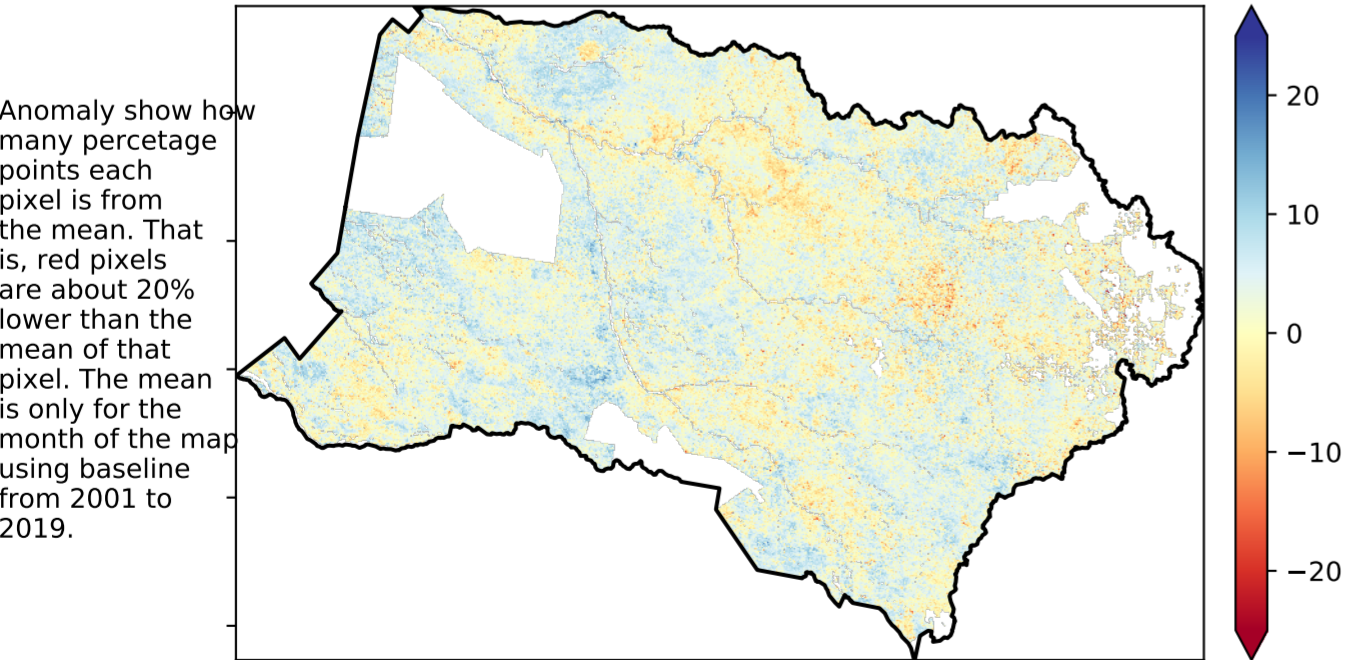 Anomaly show how
many percetage
points each
pixel is from
the mean. That
is, red pixels
are about 20%
lower than the
mean of that
pixel. The mean
is only for the
month of the map
using baseline
from 2001 to
2019.
20
10
0
−10
−20